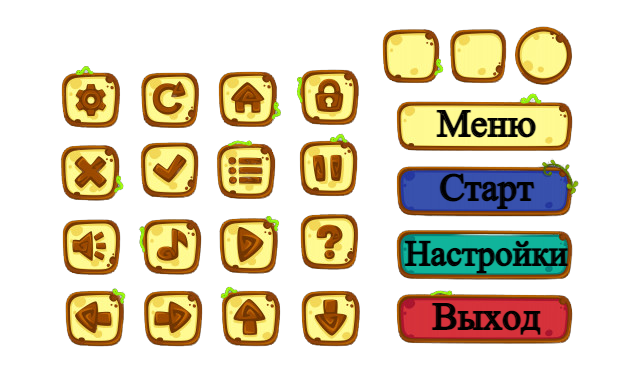 Меню
Старт
Настройки
Выход